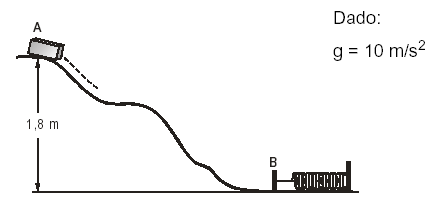 Dado:
g = 10 m/s²
A
1,8 m
B